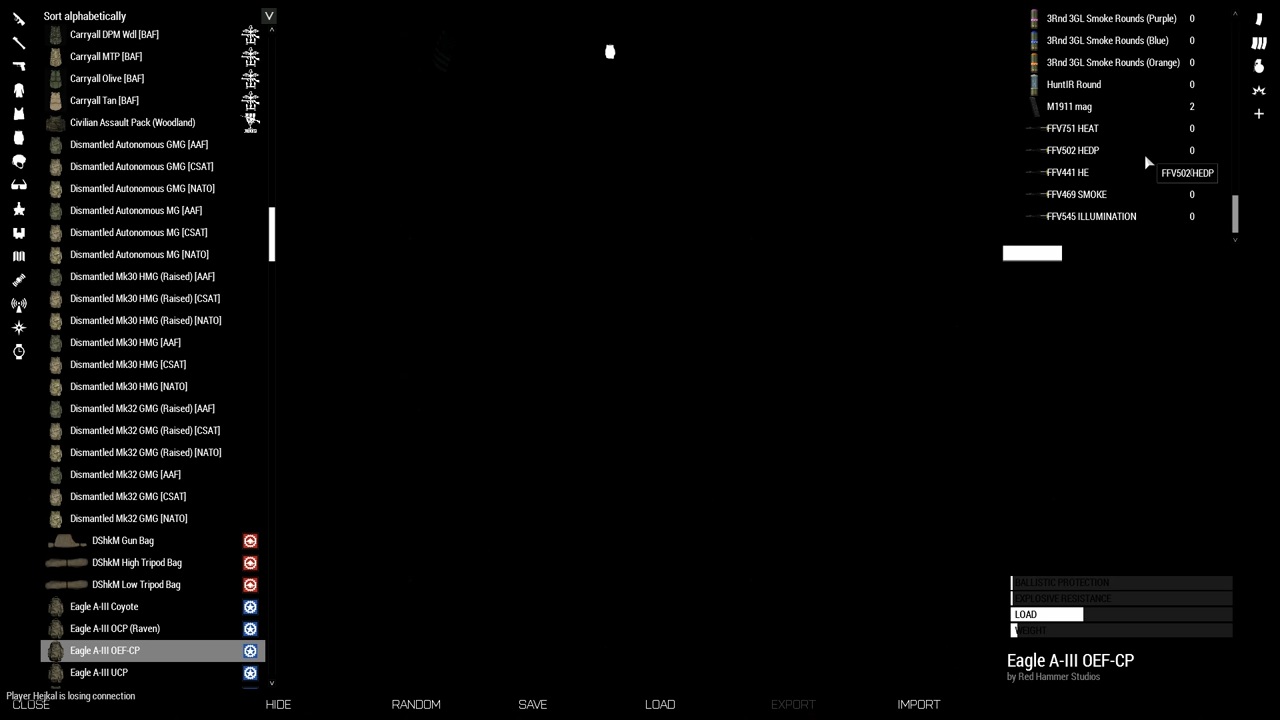 Sort alphabetically
V
Carryall DPM Wdl [BAF]
Carryall MTP [BAF]
Carryall Olive [BAF]
Carryall Tan [BAF]
Civilian Assault Pack (Woodland)
Dismantled Autonomous GMG [AAF]
Dismantled Autonomous GMG [CSAT]
Dismantled Autonomous GMG [NATO]
Dismantled Autonomous MG [AAF]
Dismantled Autonomous MG [CSAT]
Dismantled Autonomous MG [NATO]
Dismantled Mk30 HMG (Raised) [AAF]
Dismantled Mk30 HMG (Raised) [CSAT]
Dismantled Mk30 HMG (Raised) [NATO]
Dismantled Mk30 HMG [AAF]
Dismantled Mk30 HMG [CSAT]
Dismantled Mk30 HMG [NATO]
Dismantled Mk32 GMG (Raised) [AAF]
Dismantled Mk32 GMG (Raised) [CSAT]
Dismantled Mk32 GMG (Raised) [NATO]
Dismantled Mk32 GMG [AAF]
Dismantled Mk32 GMG [CSAT]
Dismantled Mk32 GMG [NATO]
DShkM Gun Bag
DShkM High Tripod Bag
DShkM Low Tripod Bag
Eagle A-III Coyote
Eagle A-III OCP (Raven)
Eagle A-III OEF-CP
Eagle A-III UCP
Player Hejkal is losing connection
3Rnd 3GL Smoke Rounds (Purple) 0
3Rnd 3GL Smoke Rounds (Blue) 0
3Rnd 3GL Smoke Rounds (Orange) 0
HuntIR Round 0
M1911 mag 2
FFV751 HEAT 0
FFV502 HEDP 0
FFV502 HEDP
FFV441 HE
FFV469 SMOKE 0
FFV545 ILLUMINATION 0
BALLISTIC PROTECTION
EXPLOSIVE RESISTANCE
LOAD
WEIGHT
Eagle A-III OEF-CP
by Red Hammer Studios
CLOSE HIDE RANDOM SAVE LOAD EXPORT IMPORT